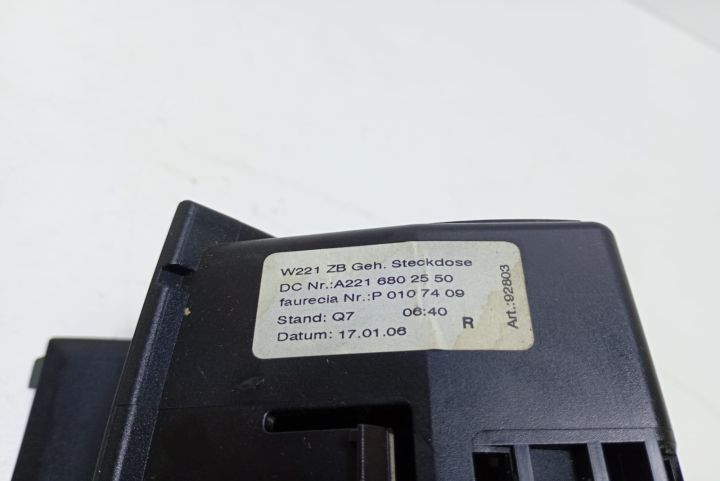 W221 ZB Geh. Steckdose
DC Nr.:A221 680 25 50
faurecia Nr.:P 010 74 09
Stand: Q7 06:40
Datum: 17.01.06 R
Art.:92803